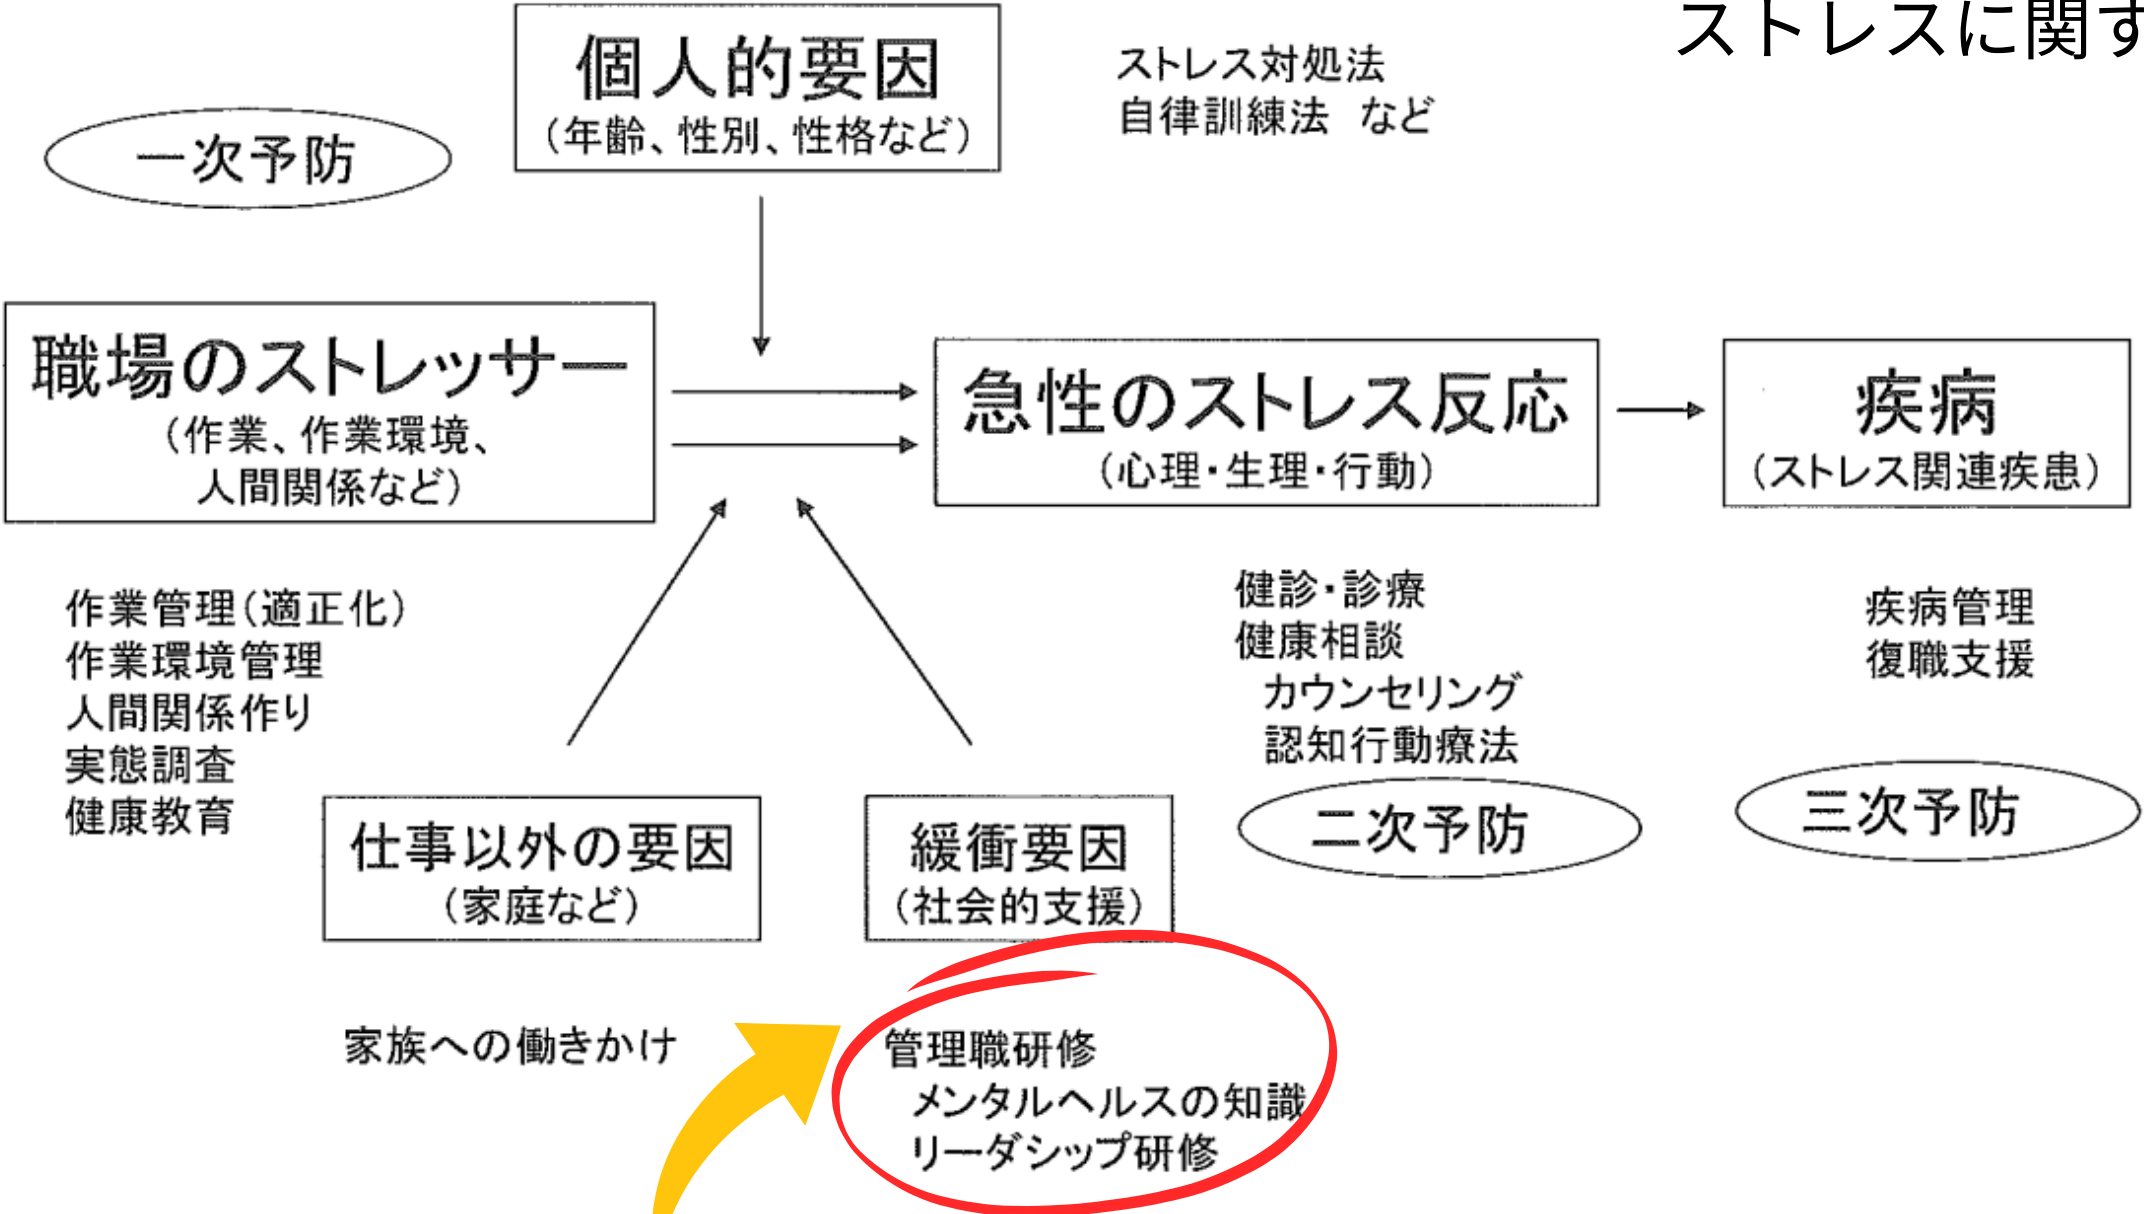 ストレスに関す
個人的要因
（年齢、性別、性格など）
ストレス対処法
自律訓練法 など
一次予防
職場のストレッサー
（作業、作業環境、
人間関係など）
急性のストレス反応
（心理・生理・行動）
疾病
（ストレス関連疾患）
作業管理（適正化）
作業環境管理
人間関係作り
実態調査
健康教育
健診・診療
健康相談
カウンセリング
認知行動療法
疾病管理
復職支援
二次予防
三次予防
仕事以外の要因
（家庭など）
緩衝要因
（社会的支援）
家族への働きかけ
管理職研修
メンタルヘルスの知識
リーダシップ研修